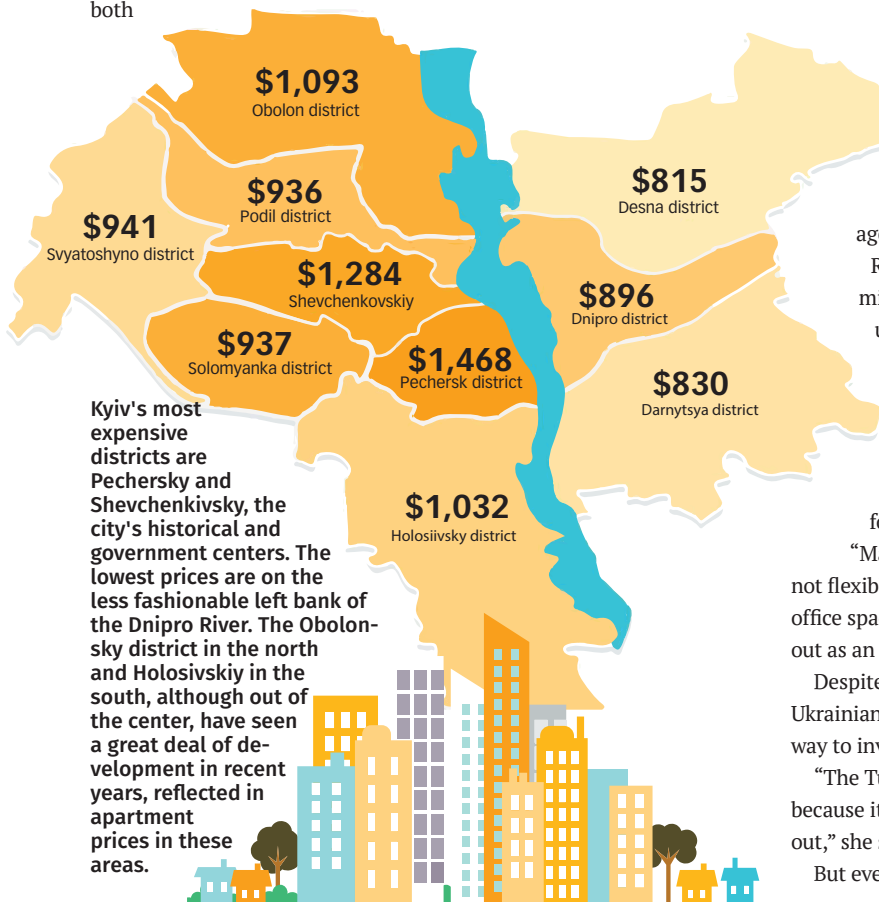 both
$1,093
Obolon district
$936
Podil district
$941
Svyatoshyno district
$815
Desna district
$1,284
Shevchenkovskiy
$896
Dnipro district
$937
Solomyanka district
$1,468
Pechersk district
$830
Darnytsya district
$1,032
Holosiivsky district
Kyiv's most
expensive
districts are
Pechersky and
Shevchenkivsky, the
city's historical and
government centers. The
lowest prices are on the
less fashionable left bank of
the Dnipro River. The Obolon-
sky district in the north
and Holosivskiy in the
south, although out of
the center, have seen
a great deal of de-
velopment in recent
years, reflected in
apartment
prices in these
areas.
not
office
out as an
Despite
Ukrainian
way to
“The
because
out,” she
But